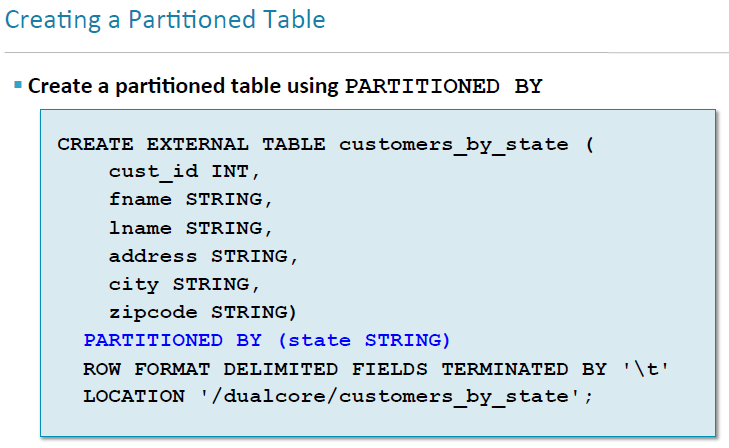 Creating a Partitioned Table
Create a partitioned table using PARTITIONED BY
CREATE EXTERNAL TABLE customers_by_state (
cust_id INT,
fname STRING,
lname STRING,
address STRING,
city STRING,
zipcode STRING)
PARTITIONED BY (state STRING)
ROW FORMAT DELIMITED FIELDS TERMINATED BY '\t'
LOCATION '/dualcore/customers_by_state';